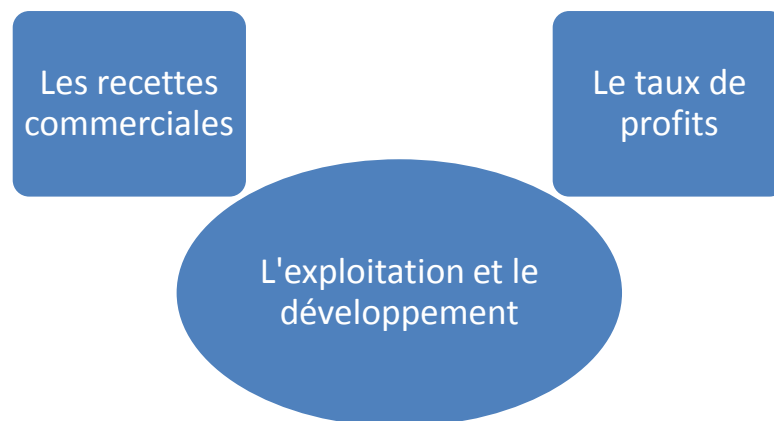 Les recettes
commerciales
Le taux de
profits
L'exploitation et le
développement